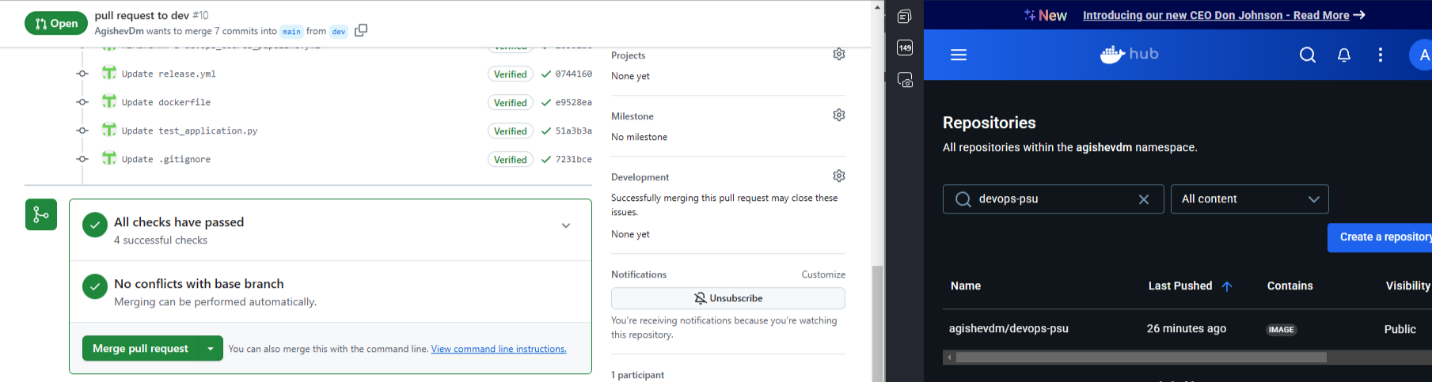 Open
pull request to dev #10
AgishevDm wants to merge 7 commits into main from dev
Update release.yml
Verified
0744160
Update dockerfile
Verified
e9528ea
Update test_application.py
Verified
51a3b3a
Update .gitignore
Verified
7231bce
All checks have passed
4 successful checks
No conflicts with base branch
Merging can be performed automatically.
Merge pull request
You can also merge this with the command line. View command line instructions.
Projects
None yet
Milestone
No milestone
Development
Successfully merging this pull request may close these
issues.
None yet
Notifications
Customize
Unsubscribe
You're receiving notifications because you're watching
this repository.
1 participant
149
New
Introducing our new CEO Don Johnson - Read More
hub
A
Repositories
All repositories within the agishevdm namespace.
devops-psu
All content
Create a repository
Name
Last Pushed
Contains
Visibility
agishevdm/devops-psu
26 minutes ago
IMAGE
Public